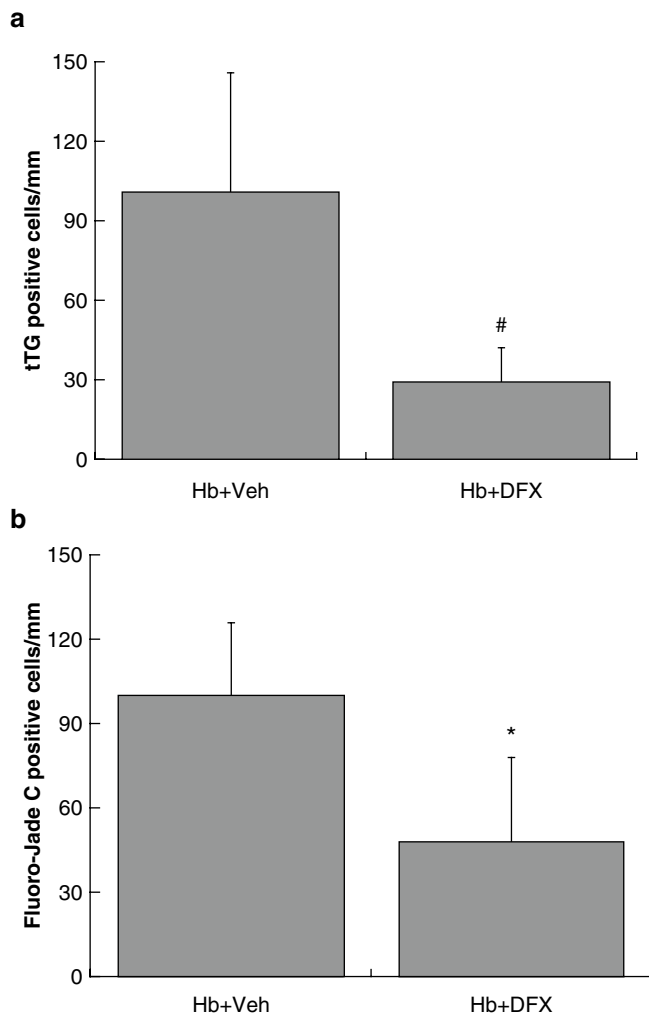 a
150
120
90
60
30
0
tTG positive cells/mm
#
Hb+Veh Hb+DFX
b
150
120
90
60
30
0
Fluoro-Jade C positive cells/mm
*
Hb+Veh Hb+DFX